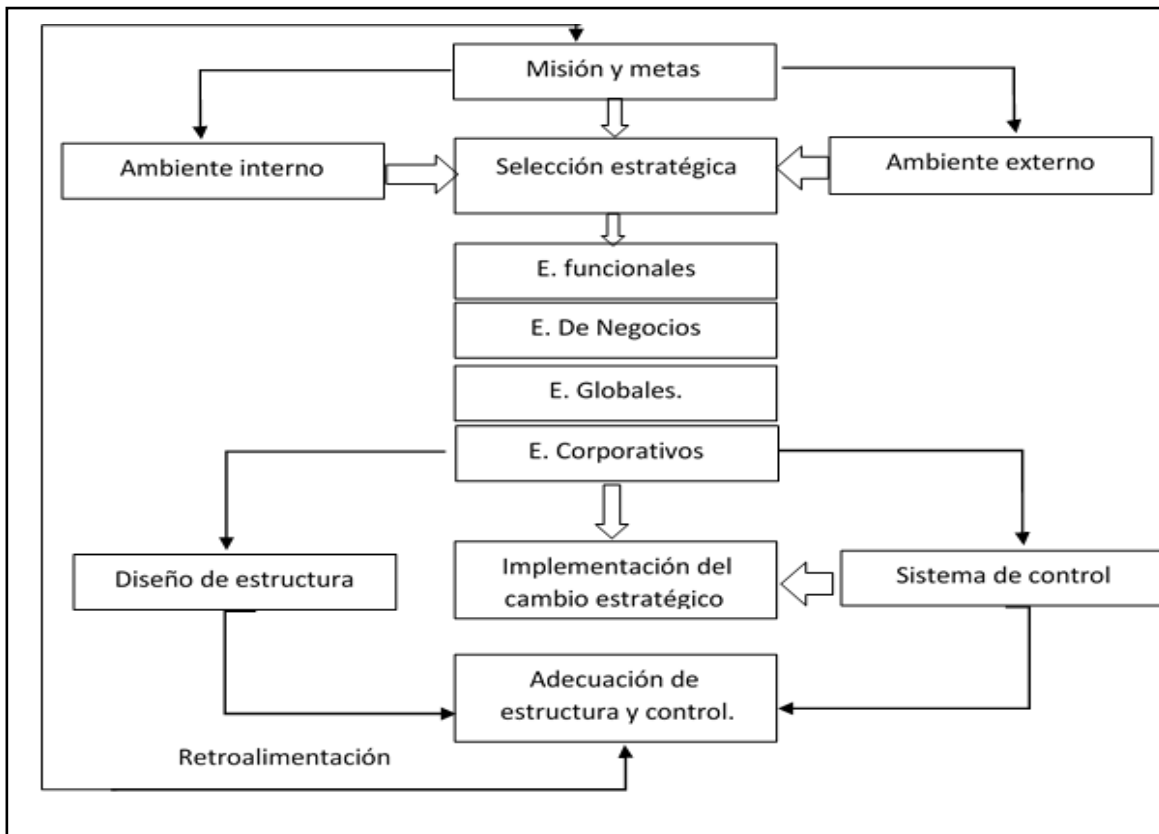 Misión y metas
Ambiente interno
Selección estratégica
Ambiente externo
E. funcionales
E. De Negocios
E. Globales.
E. Corporativos
Diseño de estructura
Implementación del
cambio estratégico
Sistema de control
Adecuación de
estructura y control.
Retroalimentación